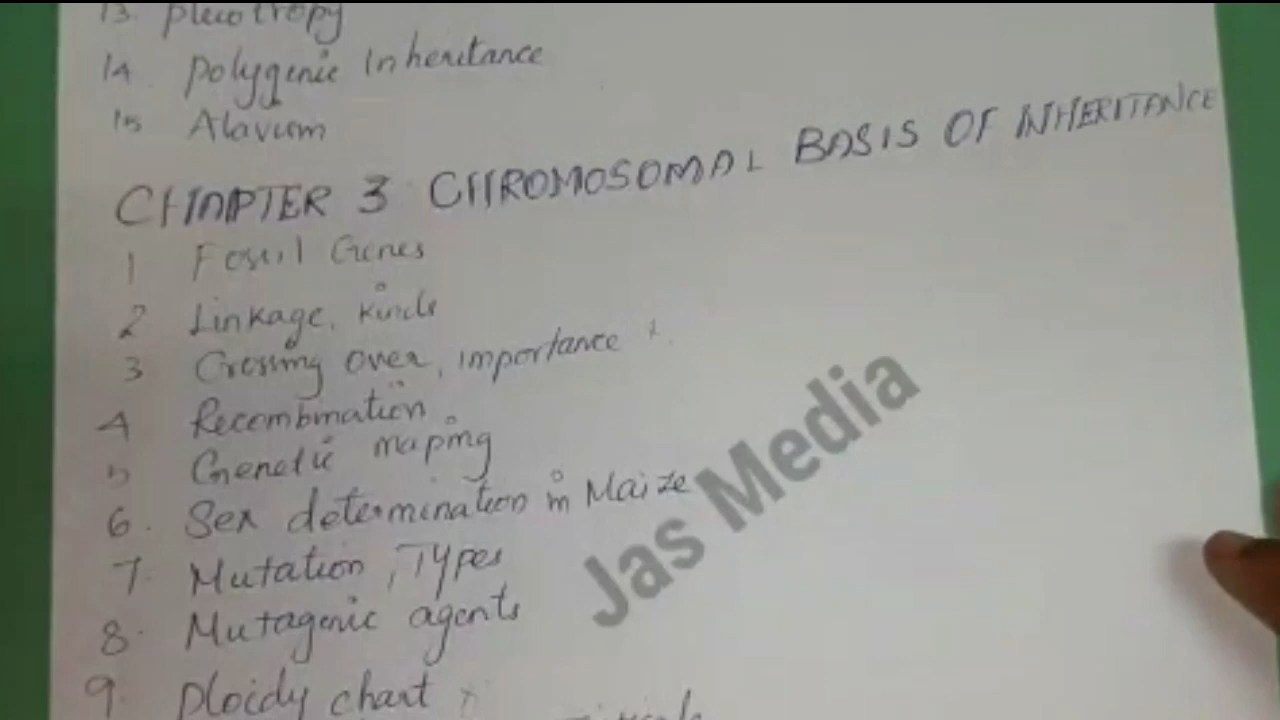 13. Pleiotropy
14. Polygenic Inheritance
15 Atavism
CHAPTER 3 CHROMOSOMAL BASIS OF INHERITANCE
1 Fossil Genes
2 Linkage, kinds
3 Crossing over, importance
4 Recombination
5 Genetic maping
6. Sex determination in Maize
7. Mutation, Types
8. Mutagenic agents
9. Ploidy chart
Jas Media